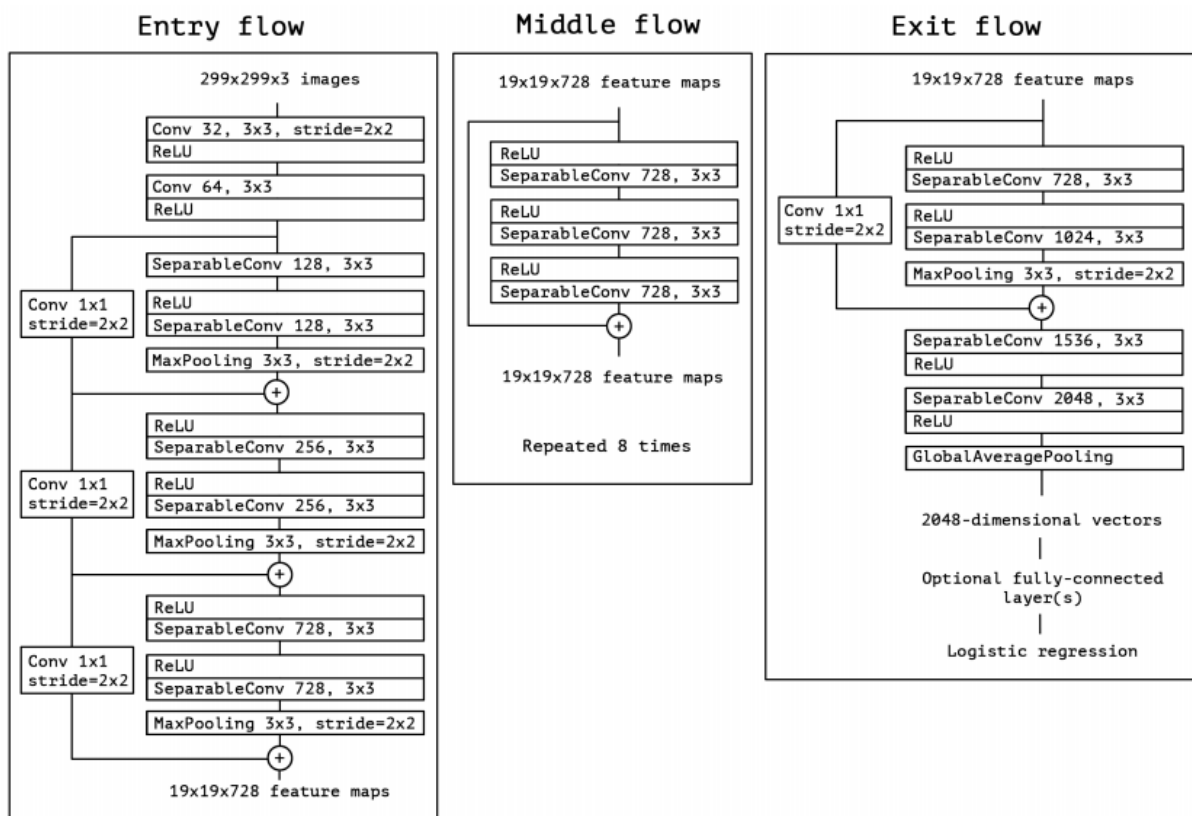 Entry flow
299x299x3 images
Conv 32, 3x3, stride=2x2
ReLU
Conv 64, 3x3
ReLU
SeparableConv 128, 3x3
Conv 1x1
stride=2x2
ReLU
SeparableConv 128, 3x3
MaxPooling 3x3, stride=2x2
+
ReLU
SeparableConv 256, 3x3
Conv 1x1
stride=2x2
ReLU
SeparableConv 256, 3x3
MaxPooling 3x3, stride=2x2
+
ReLU
SeparableConv 728, 3x3
Conv 1x1
stride=2x2
ReLU
SeparableConv 728, 3x3
MaxPooling 3x3, stride=2x2
+
19x19x728 feature maps
Middle flow
19x19x728 feature maps
ReLU
SeparableConv 728, 3x3
ReLU
SeparableConv 728, 3x3
ReLU
SeparableConv 728, 3x3
+
19x19x728 feature maps
Repeated 8 times
Exit flow
19x19x728 feature maps
ReLU
SeparableConv 728, 3x3
Conv 1x1
stride=2x2
ReLU
SeparableConv 1024, 3x3
MaxPooling 3x3, stride=2x2
+
SeparableConv 1536, 3x3
ReLU
SeparableConv 2048, 3x3
ReLU
GlobalAveragePooling
2048-dimensional vectors
Optional fully-connected
layer(s)
Logistic regression